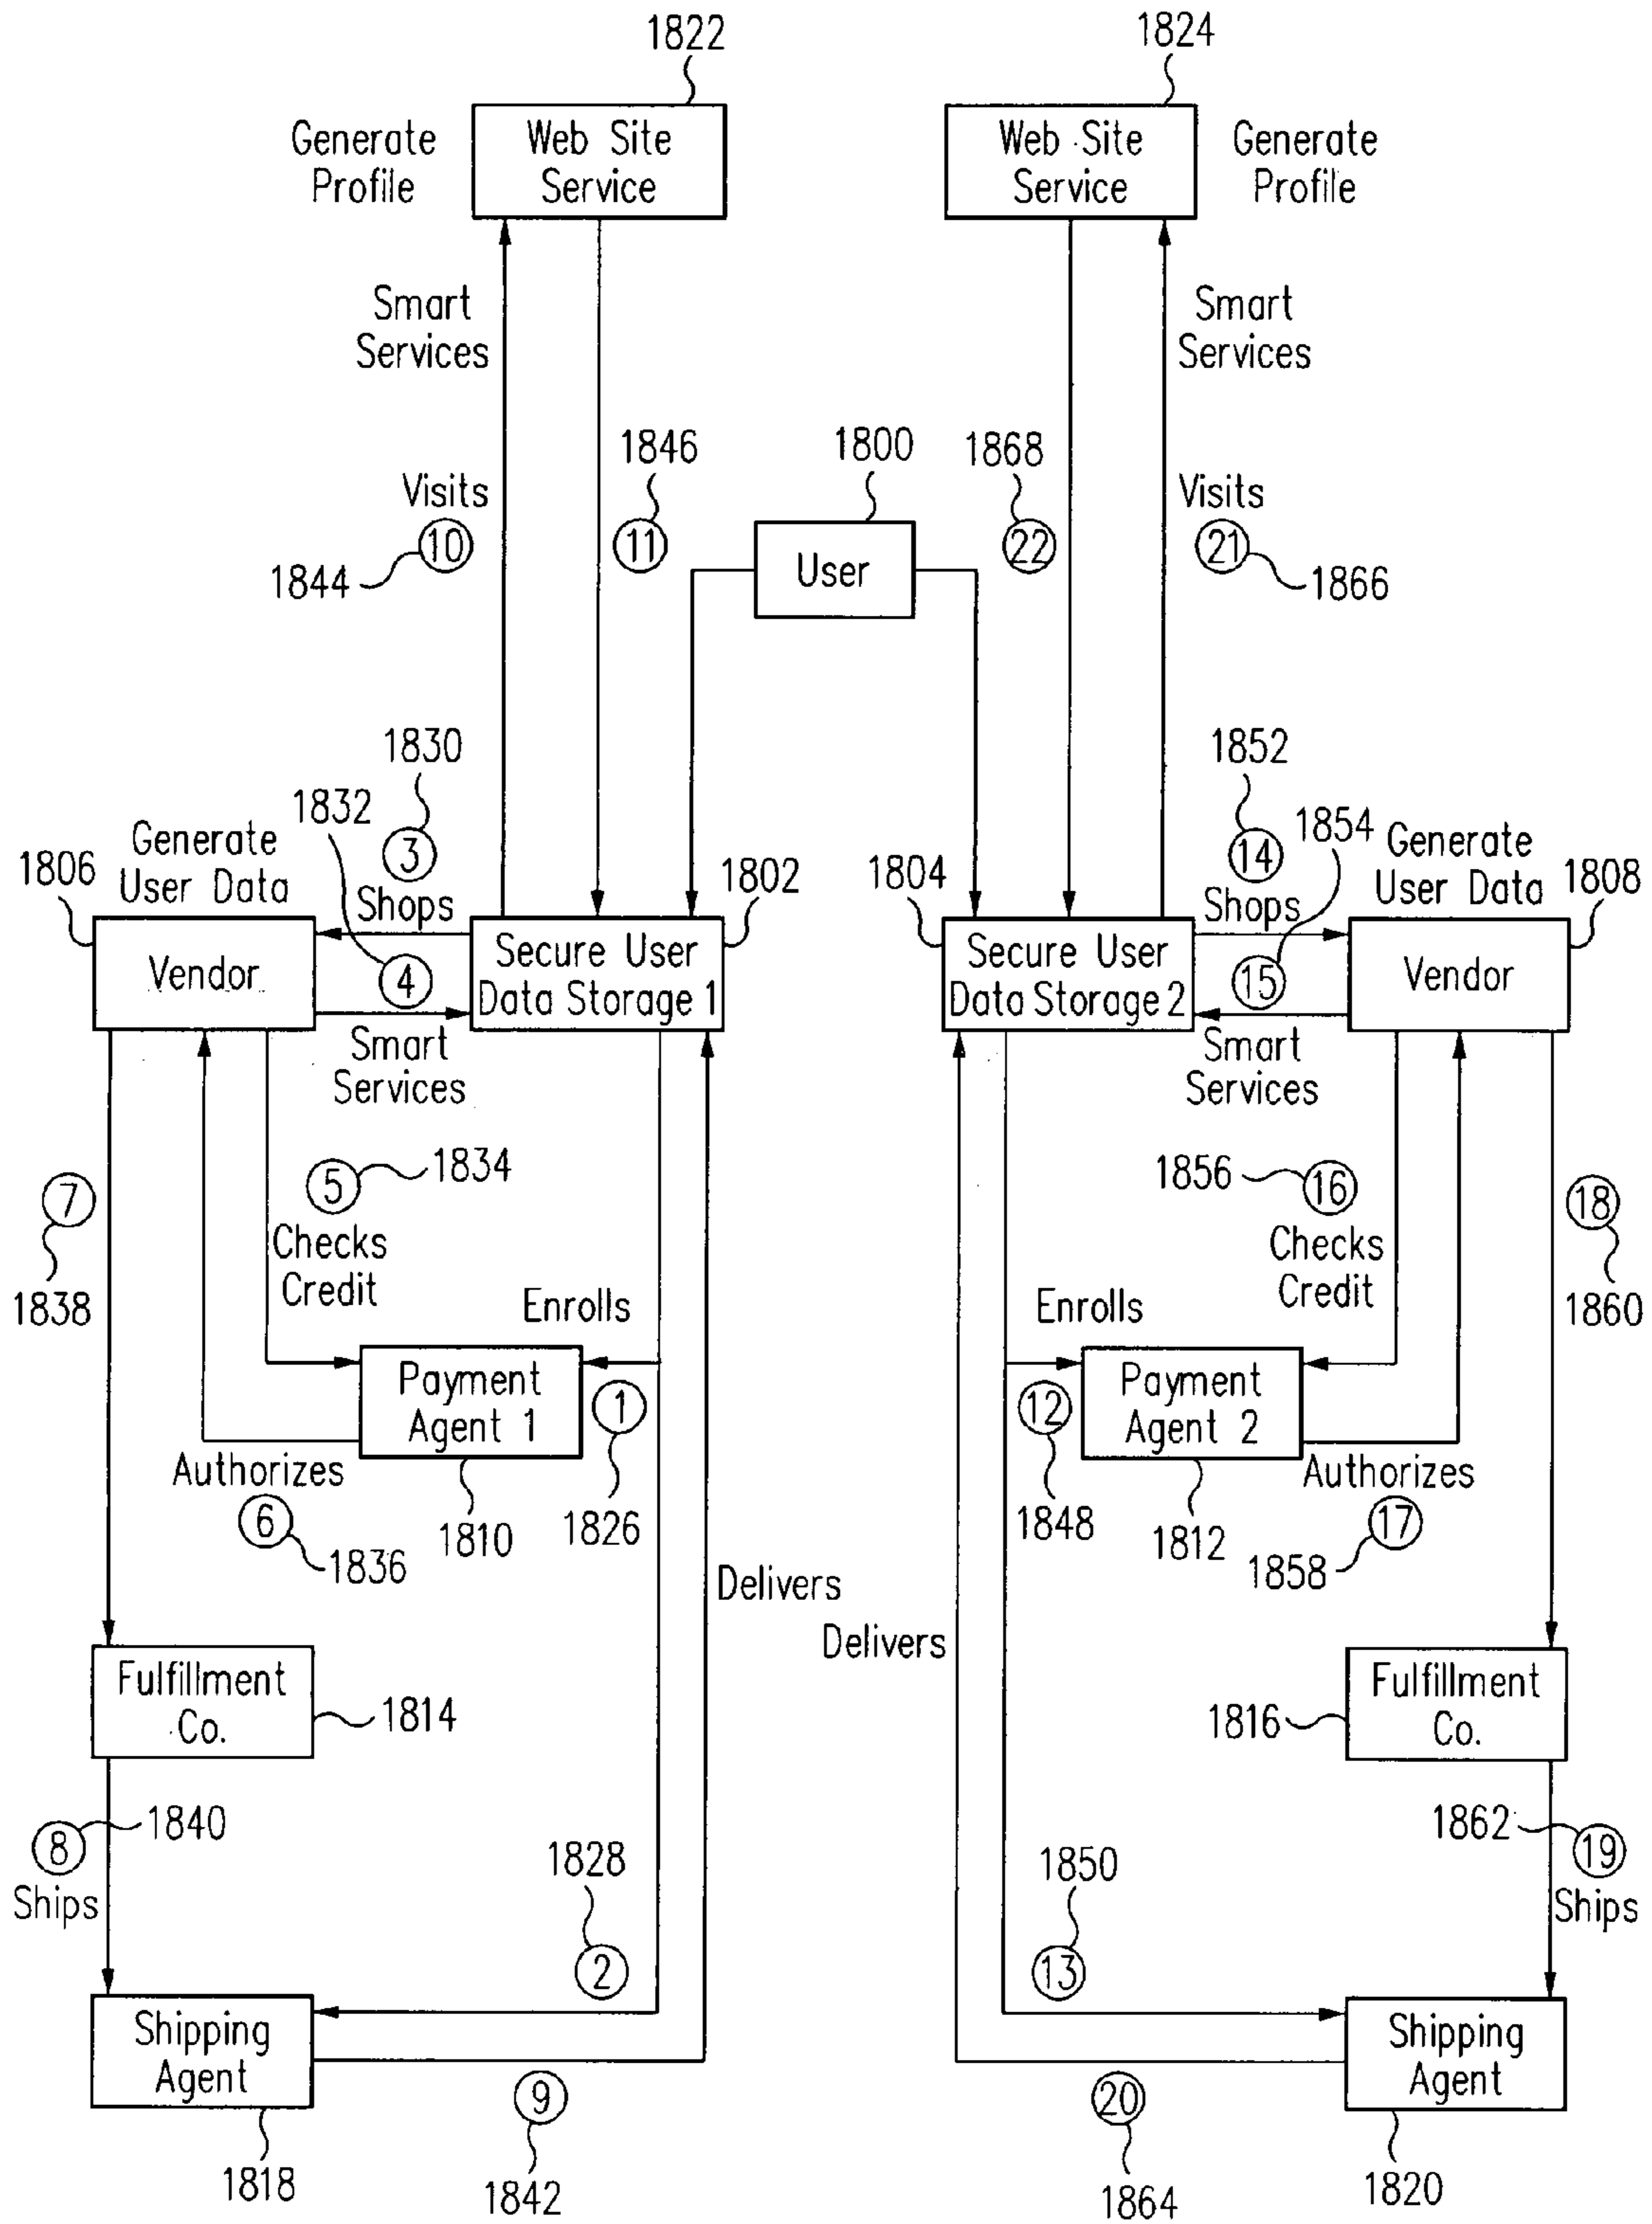 1822
1824
Generate
Profile
Web Site
Service
Web Site
Service
Generate
Profile
Smart
Services
Smart
Services
1846
1800
1868
Visits
10
11
User
22
Visits
21
1844
1866
1830
1852
1832
1854
3
14
Generate
User Data
Generate
User Data
1806
1802
1804
1808
Shops
Shops
Vendor
4
Secure User
Data Storage 1
Secure User
Data Storage 2
15
Vendor
Smart
Services
Smart
Services
5
1834
1856
16
7
18
Checks
Credit
Checks
Credit
1838
Enrolls
Enrolls
1860
Payment
Agent 1
1
12
Payment
Agent 2
Authorizes
Authorizes
6
1836
1810
1826
1848
1812
17
1858
Delivers
Delivers
Fulfillment
Co.
1814
1816
Fulfillment
Co.
8
1840
1862
19
Ships
Ships
1828
1850
2
13
Shipping
Agent
Shipping
Agent
9
20
1818
1842
1864
1820